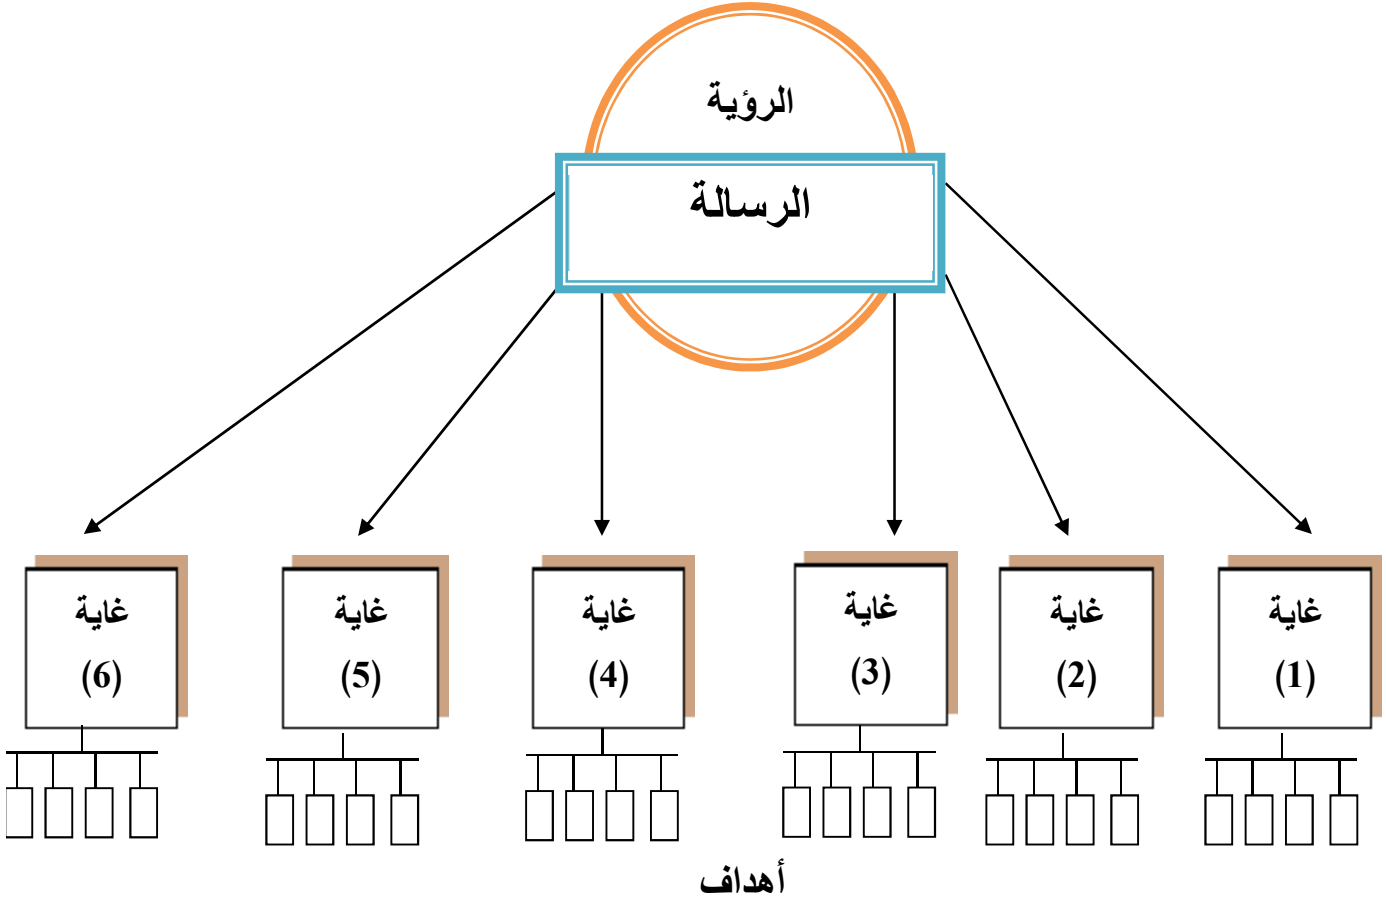 الرؤية
الرسالة
غاية
(1)
غاية
(2)
غاية
(3)
غاية
(4)
غاية
(5)
غاية
(6)
أهداف